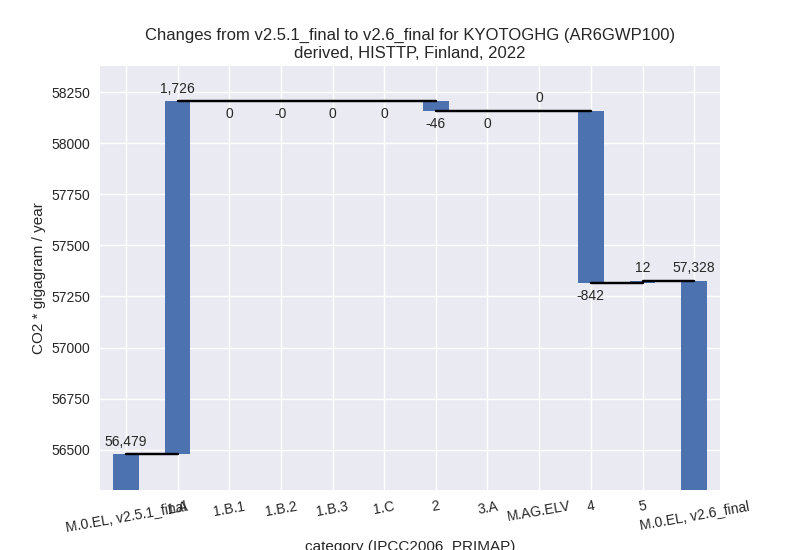 Changes from v2.5.1_final to v2.6_final for KYOTOGHG (AR6GWP100)
derived, HISTTP, Finland, 2022
CO2 * gigagram / year
58250
58000
57750
57500
57250
57000
56750
56500
56,479
1,726
0
-0
0
0
-46
0
0
-842
12
57,328
M.0.EL, v2.5.1_final
1.A
1.B.1
1.B.2
1.B.3
1.C
2
3.A
M.AG.ELV
4
5
M.0.EL, v2.6_final
category (IPCC2006_PRIMAP)